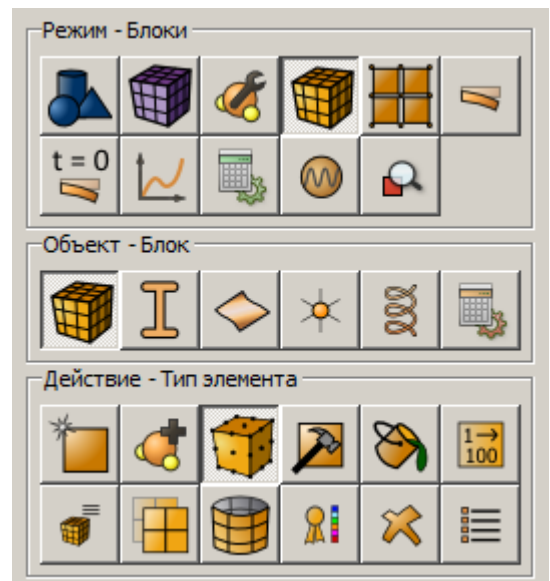 Режим - Блоки
t = 0
Объект - Блок
Действие - Тип элемента
1→
100